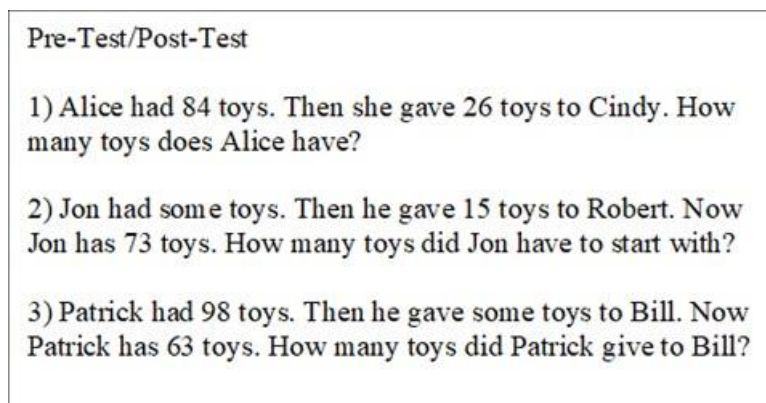 Pre-Test/Post-Test
1) Alice had 84 toys. Then she gave 26 toys to Cindy. How
many toys does Alice have?
2) Jon had some toys. Then he gave 15 toys to Robert. Now
Jon has 73 toys. How many toys did Jon have to start with?
3) Patrick had 98 toys. Then he gave some toys to Bill. Now
Patrick has 63 toys. How many toys did Patrick give to Bill?